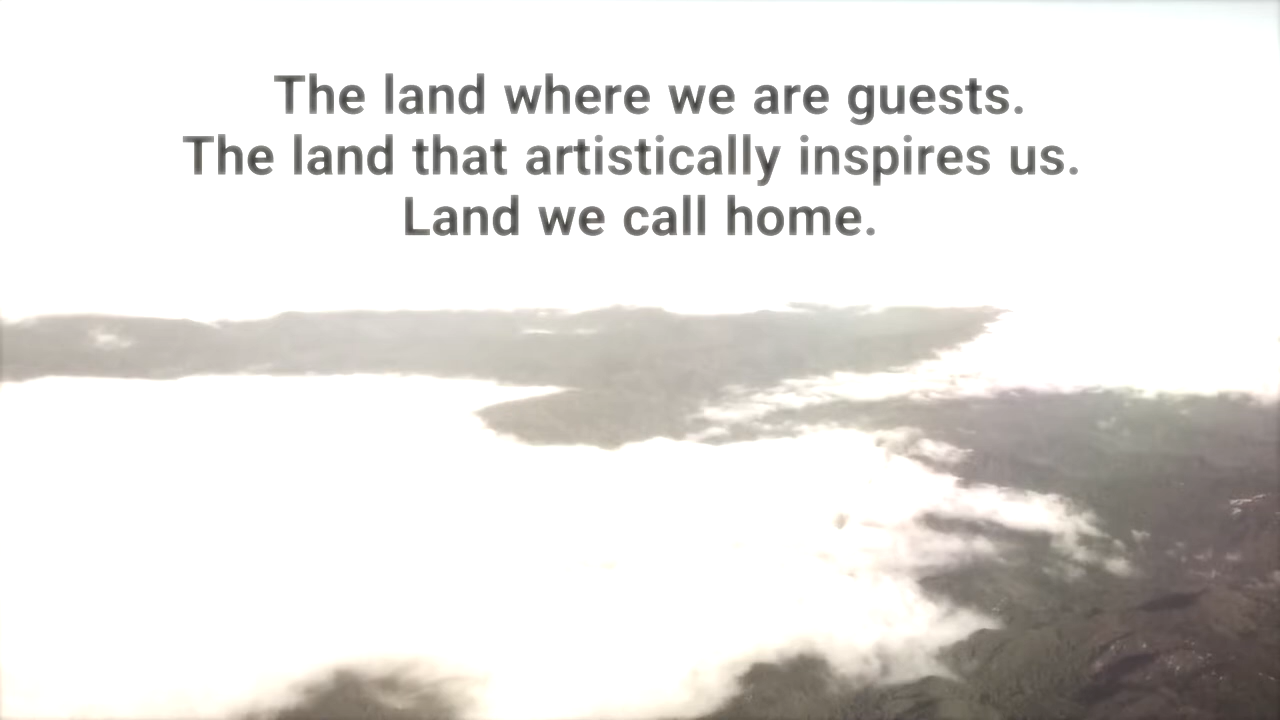 The land where we are guests.
The land that artistically inspires us.
Land we call home.